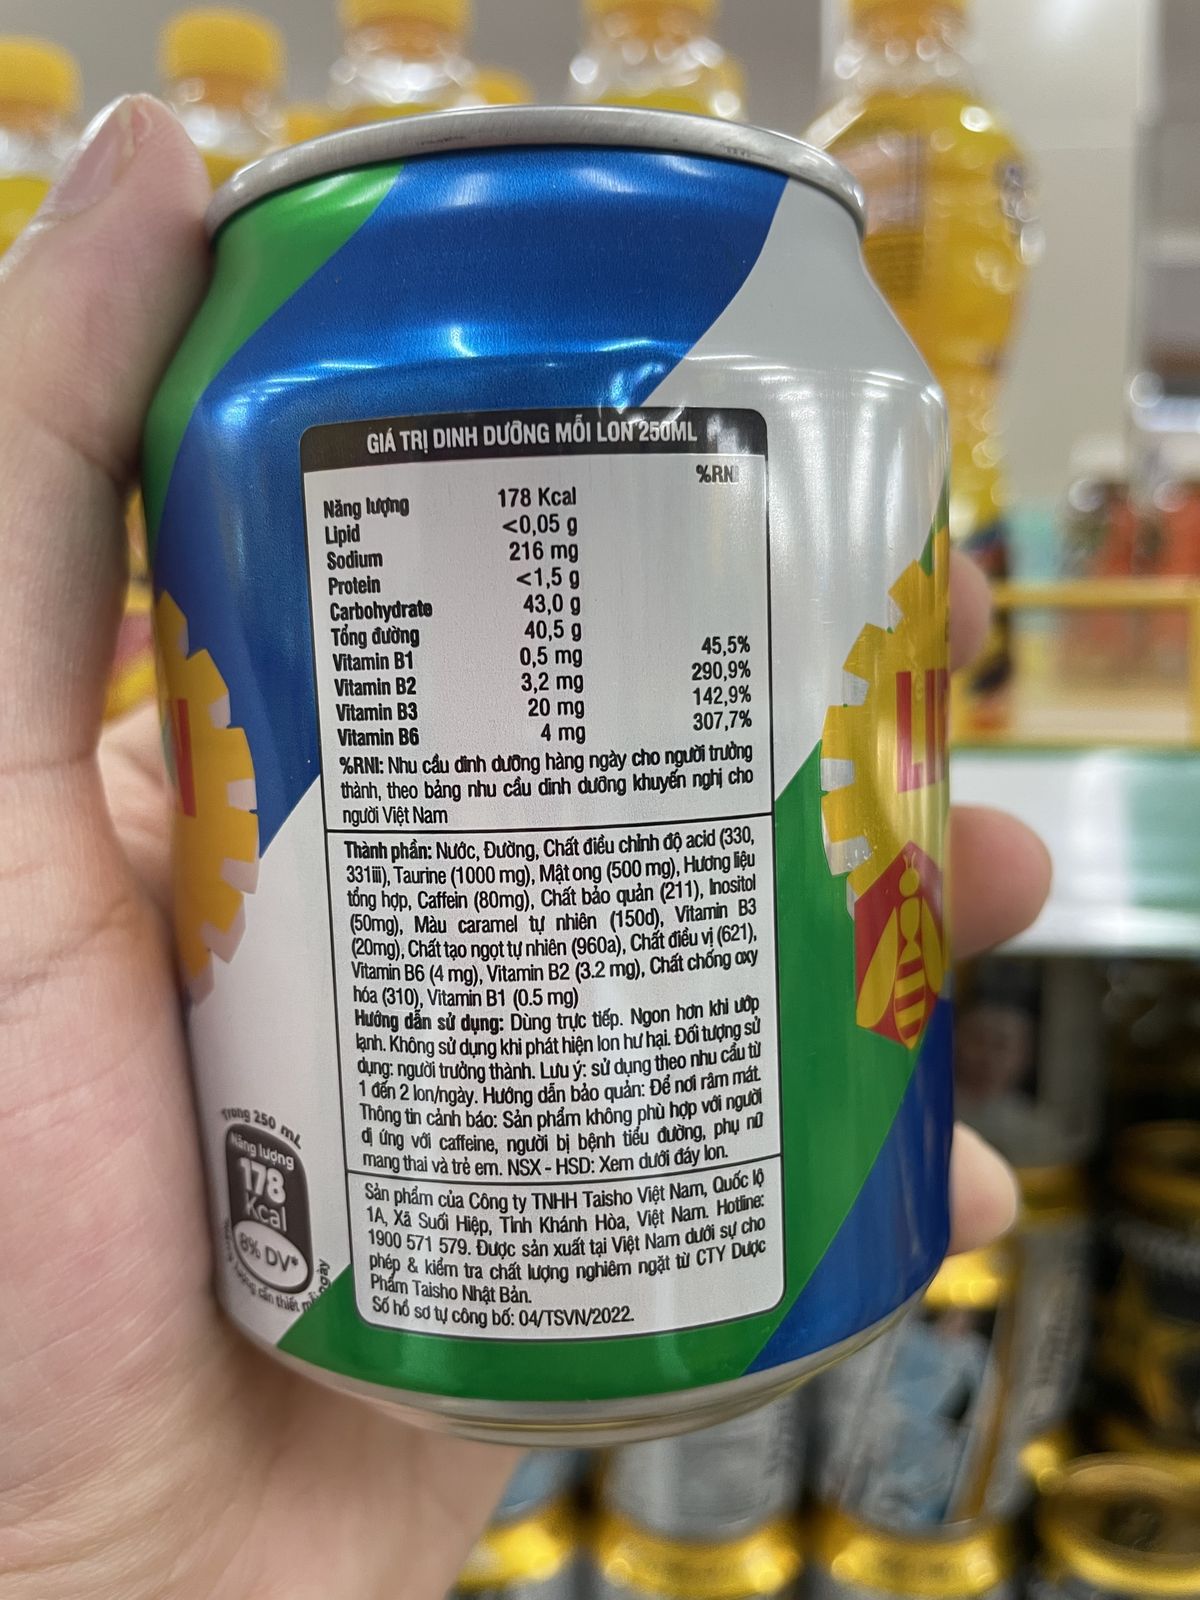 GIÁ TRỊ DINH DƯỠNG MỖI LON 250ML
%RNI
Năng lượng 178 Kcal
Lipid <0,05 g
Sodium 216 mg
Protein <1,5 g
Carbohydrate 43,0 g
Tổng đường 40,5 g
Vitamin B1 0,5 mg 45,5%
Vitamin B2 3,2 mg 290,9%
Vitamin B3 20 mg 142,9%
Vitamin B6 4 mg 307,7%
%RNI: Nhu cầu dinh dưỡng hàng ngày cho người trưởng
thành, theo bảng nhu cầu dinh dưỡng khuyến nghị cho
người Việt Nam
Thành phần: Nước, Đường, Chất điều chỉnh độ acid (330,
331iii), Taurine (1000 mg), Mật ong (500 mg), Hương liệu
tổng hợp, Caffein (80mg), Chất bảo quản (211), Inositol
(50mg), Màu caramel tự nhiên (150d), Vitamin B3
(20mg), Chất tạo ngọt tự nhiên (960a), Chất điều vị (621),
Vitamin B6 (4 mg), Vitamin B2 (3.2 mg), Chất chống oxy
hóa (310), Vitamin B1 (0.5 mg)
Hướng dẫn sử dụng: Dùng trực tiếp. Ngon hơn khi ướp
lạnh. Không sử dụng khi phát hiện lon hư hại. Đối tượng sử
dụng: người trưởng thành. Lưu ý: sử dụng theo nhu cầu từ
1 đến 2 lon/ngày. Hướng dẫn bảo quản: Để nơi râm mát.
Thông tin cảnh báo: Sản phẩm không phù hợp với người
dị ứng với caffeine, người bị bệnh tiểu đường, phụ nữ
mang thai và trẻ em. NSX - HSD: Xem dưới đáy lon.
Sản phẩm của Công ty TNHH Taisho Việt Nam, Quốc lộ
1A, Xã Suối Hiệp, Tỉnh Khánh Hòa, Việt Nam. Hotline:
1900 571 579. Được sản xuất tại Việt Nam dưới sự cho
phép & kiểm tra chất lượng nghiêm ngặt từ CTY Dược
Phẩm Taisho Nhật Bản.
Số hồ sơ tự công bố: 04/TSVN/2022.
Trong 250 mL
Năng lượng
178
Kcal
8% DV*
cần thiết mỗi ngày
LI